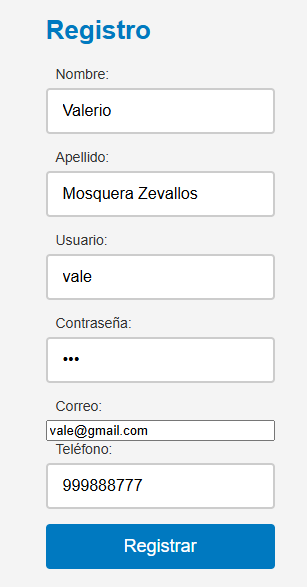 Registro
Nombre:
Valerio
Apellido:
Mosquera Zevallos
Usuario:
vale
Contraseña:
•••
Correo:
vale@gmail.com
Teléfono:
999888777
Registrar